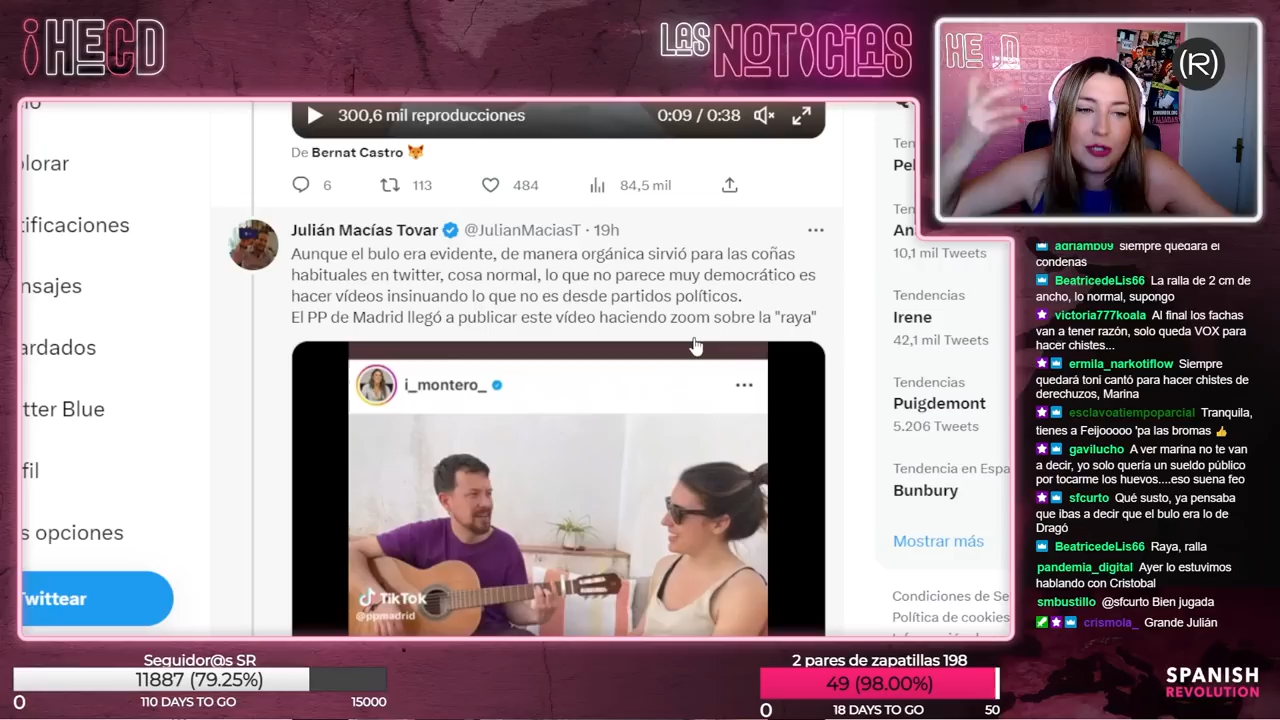 ¡HECD
LAS NOTICIAS
HE D
(R)
300,6 mil reproducciones
0:09 / 0:38
De Bernat Castro 🦊
6 113 484 84,5 mil
Julián Macías Tovar @JulianMaciasT · 19h
Aunque el bulo era evidente, de manera orgánica sirvió para las coñas
habituales en twitter, cosa normal, lo que no parece muy democrático es
hacer vídeos insinuando lo que no es desde partidos políticos.
El PP de Madrid llegó a publicar este vídeo haciendo zoom sobre la "raya"
i_montero_
TikTok
@ppmadrid
plorar
tificaciones
nsajes
ardados
tter Blue
fil
s opciones
Twittear
Ten
Pel
Ten
An
10,1 mil Tweets
Tendencias
Irene
42,1 mil Tweets
Tendencias
Puigdemont
5.206 Tweets
Tendencia en Espa
Bunbury
Mostrar más
Condiciones de Se
Política de cookies
adriamb09 siempre quedará el
condenas
BeatricedeLis66 La ralla de 2 cm de
ancho, lo normal, supongo
victoria777koala Al final los fachas
van a tener razón, solo queda VOX para
hacer chistes...
ermila_narkotiflow Siempre
quedará toni cantó para hacer chistes de
derechuzos, Marina
esclavoatiempoparcial Tranquila,
tienes a Feijooooo 'pa las bromas 👍
gavilucho A ver marina no te van
a decir, yo solo quería un sueldo público
por tocarme los huevos....eso suena feo
sfcurto Qué susto, ya pensaba
que ibas a decir que el bulo era lo de
Dragó
BeatricedeLis66 Raya, ralla
pandemia_digital Ayer lo estuvimos
hablando con Cristobal
smbustillo @sfcurto Bien jugada
crismola_ Grande Julián
Seguidor@s SR
11887 (79.25%)
0 110 DAYS TO GO 15000
2 pares de zapatillas 198
49 (98.00%)
0 18 DAYS TO GO 50
SPANISH
REVOLUTION